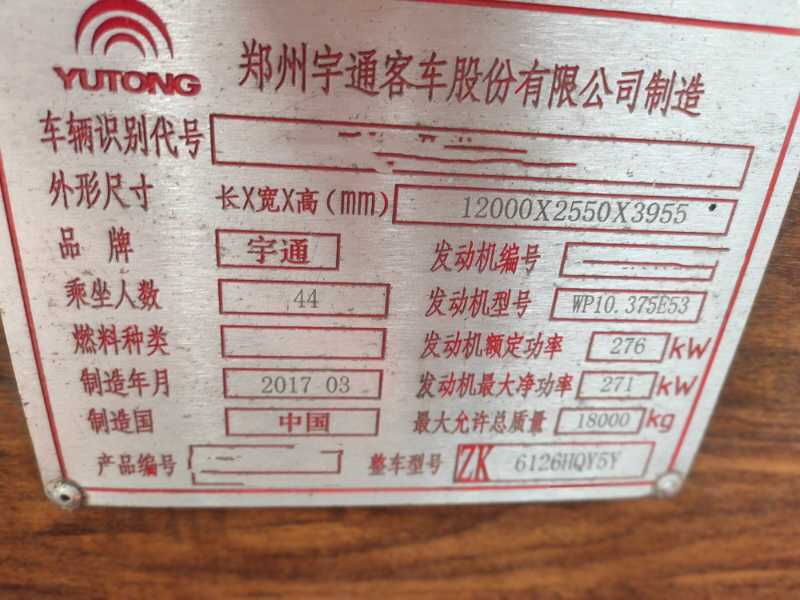 YUTONG
郑州宇通客车股份有限公司制造
车辆识别代号
外形尺寸 长X宽X高(mm) 12000X2550X3955
品牌 宇通 发动机编号
乘坐人数 44 发动机型号 WP10.375E53
燃料种类 发动机额定功率 276 kW
制造年月 2017 03 发动机最大净功率 271 kW
制造国 中国 最大允许总质量 18000 kg
产品编号 整车型号 ZK 6126HQY5Y